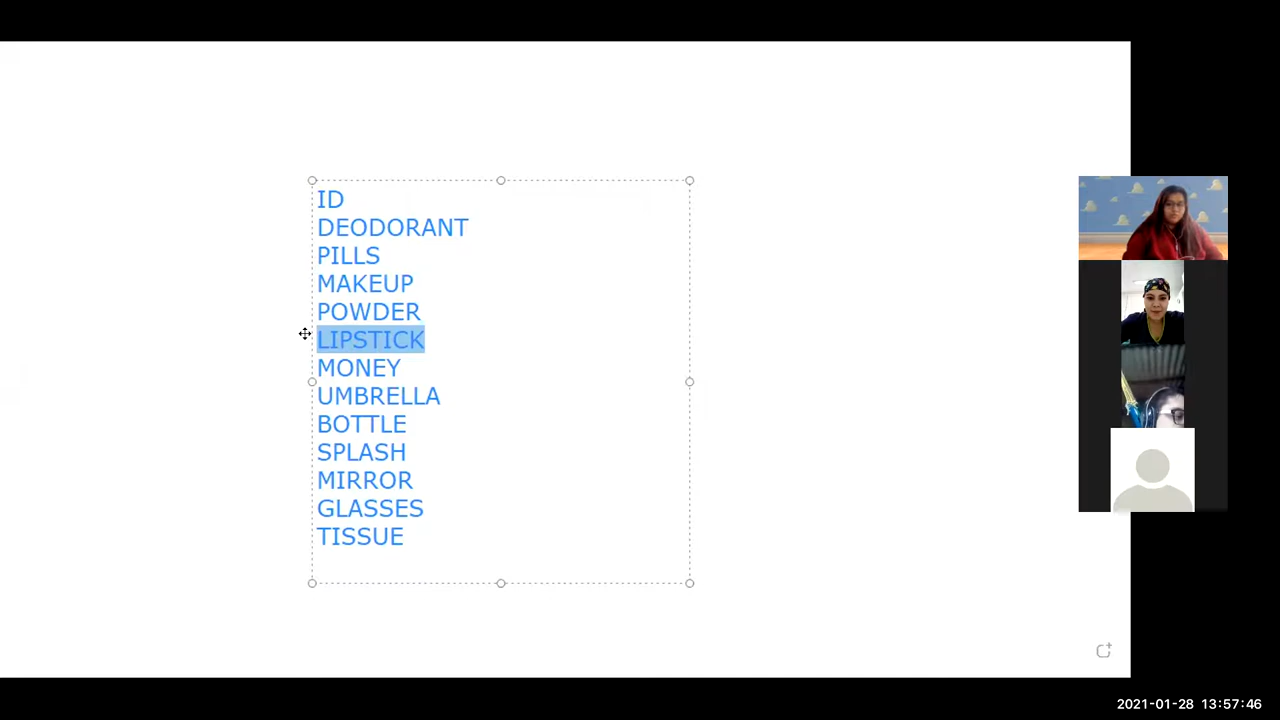 ID
DEODORANT
PILLS
MAKEUP
POWDER
LIPSTICK
MONEY
UMBRELLA
BOTTLE
SPLASH
MIRROR
GLASSES
TISSUE
2021-01-28 13:57:46